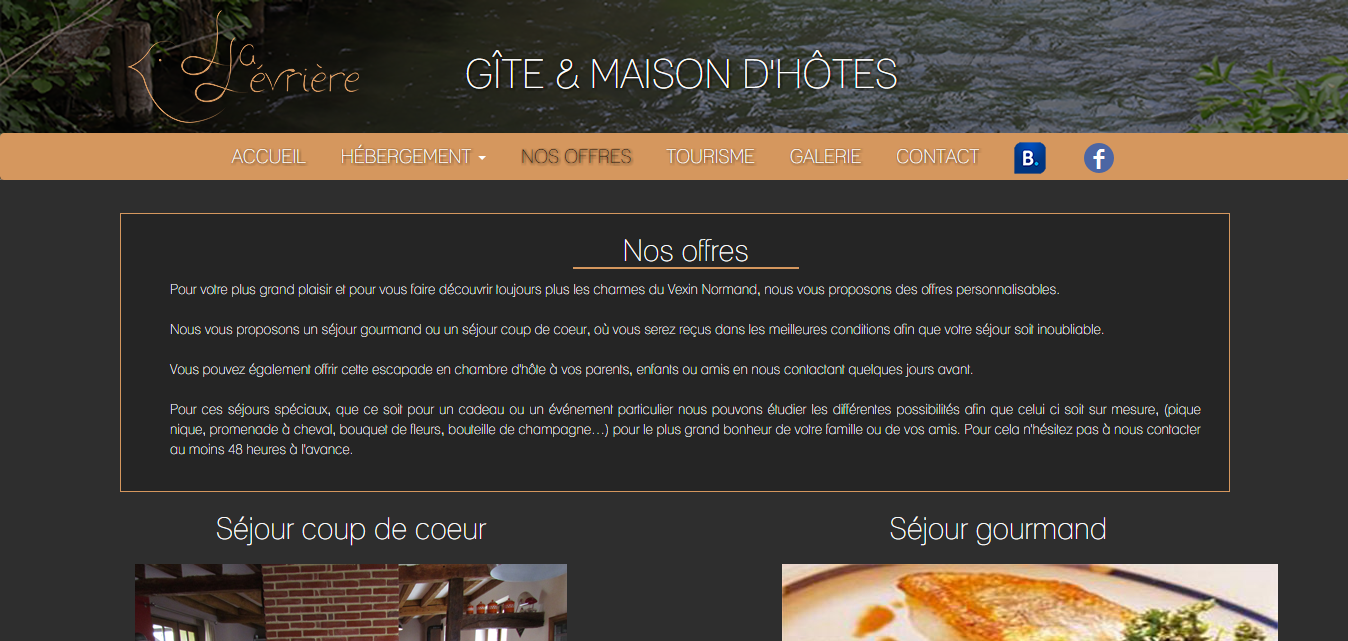 La
Lévrière
GÎTE & MAISON D'HÔTES
ACCUEIL HÉBERGEMENT NOS OFFRES TOURISME GALERIE CONTACT B. f
Nos offres
Pour votre plus grand plaisir et pour vous faire découvrir toujours plus les charmes du Vexin Normand, nous vous proposons des offres personnalisables.
Nous vous proposons un séjour gourmand ou un séjour coup de coeur, où vous serez reçus dans les meilleures conditions afin que votre séjour soit inoubliable.
Vous pouvez également offrir cette escapade en chambre d'hôte à vos parents, enfants ou amis en nous contactant quelques jours avant.
Pour ces séjours spéciaux, que ce soit pour un cadeau ou un événement particulier nous pouvons étudier les différentes possibilités afin que celui ci soit sur mesure, (pique
nique, promenade à cheval, bouquet de fleurs, bouteille de champagne...) pour le plus grand bonheur de votre famille ou de vos amis. Pour cela n'hésitez pas à nous contacter
au moins 48 heures à l'avance.
Séjour coup de coeur
Séjour gourmand